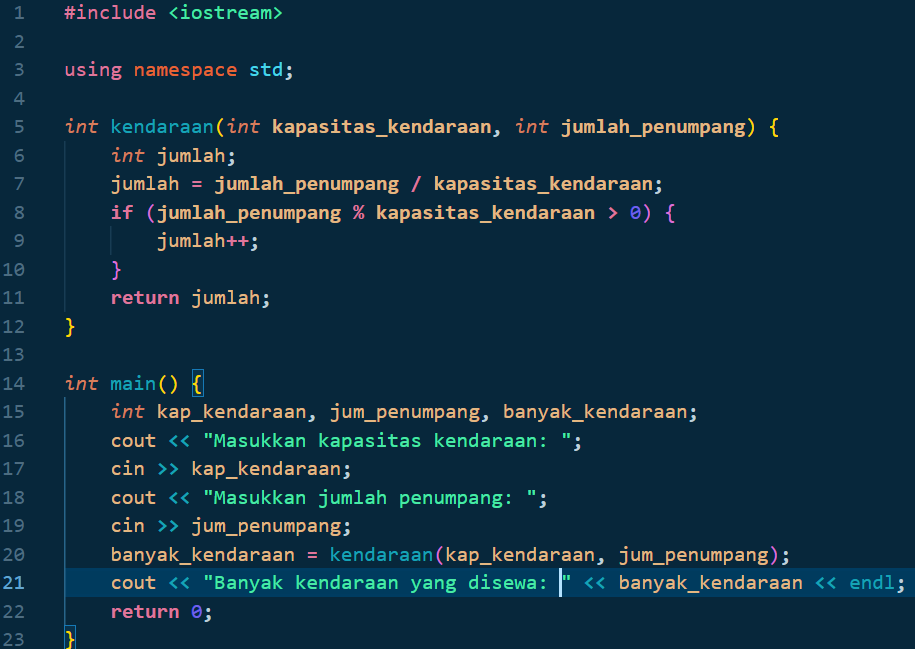 1 #include <iostream>
2
3 using namespace std;
4
5 int kendaraan(int kapasitas_kendaraan, int jumlah_penumpang) {
6     int jumlah;
7     jumlah = jumlah_penumpang / kapasitas_kendaraan;
8     if (jumlah_penumpang % kapasitas_kendaraan > 0) {
9         jumlah++;
10     }
11     return jumlah;
12 }
13
14 int main() {
15     int kap_kendaraan, jum_penumpang, banyak_kendaraan;
16     cout << "Masukkan kapasitas kendaraan: ";
17     cin >> kap_kendaraan;
18     cout << "Masukkan jumlah penumpang: ";
19     cin >> jum_penumpang;
20     banyak_kendaraan = kendaraan(kap_kendaraan, jum_penumpang);
21     cout << "Banyak kendaraan yang disewa: " << banyak_kendaraan << endl;
22     return 0;
23 }